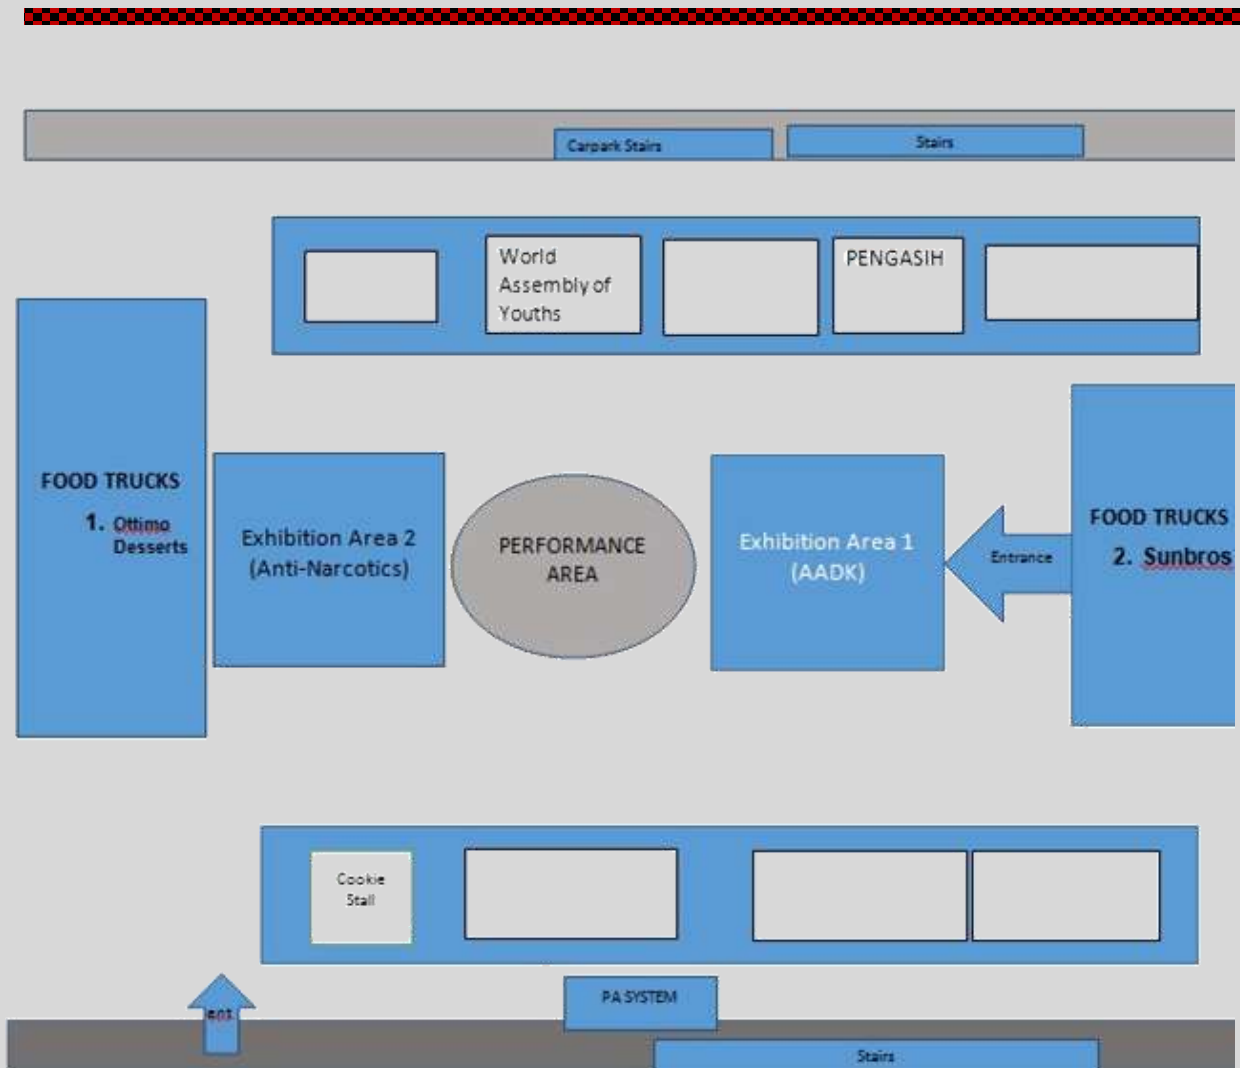 Carpark Stairs
Stairs
World
Assembly of
Youths
PENGASIH
FOOD TRUCKS
1. Ottimo
Desserts
Exhibition Area 2
(Anti-Narcotics)
PERFORMANCE
AREA
Exhibition Area 1
(AADK)
Entrance
FOOD TRUCKS
2. Sunbros
Cookie
Stall
PA SYSTEM
Stairs